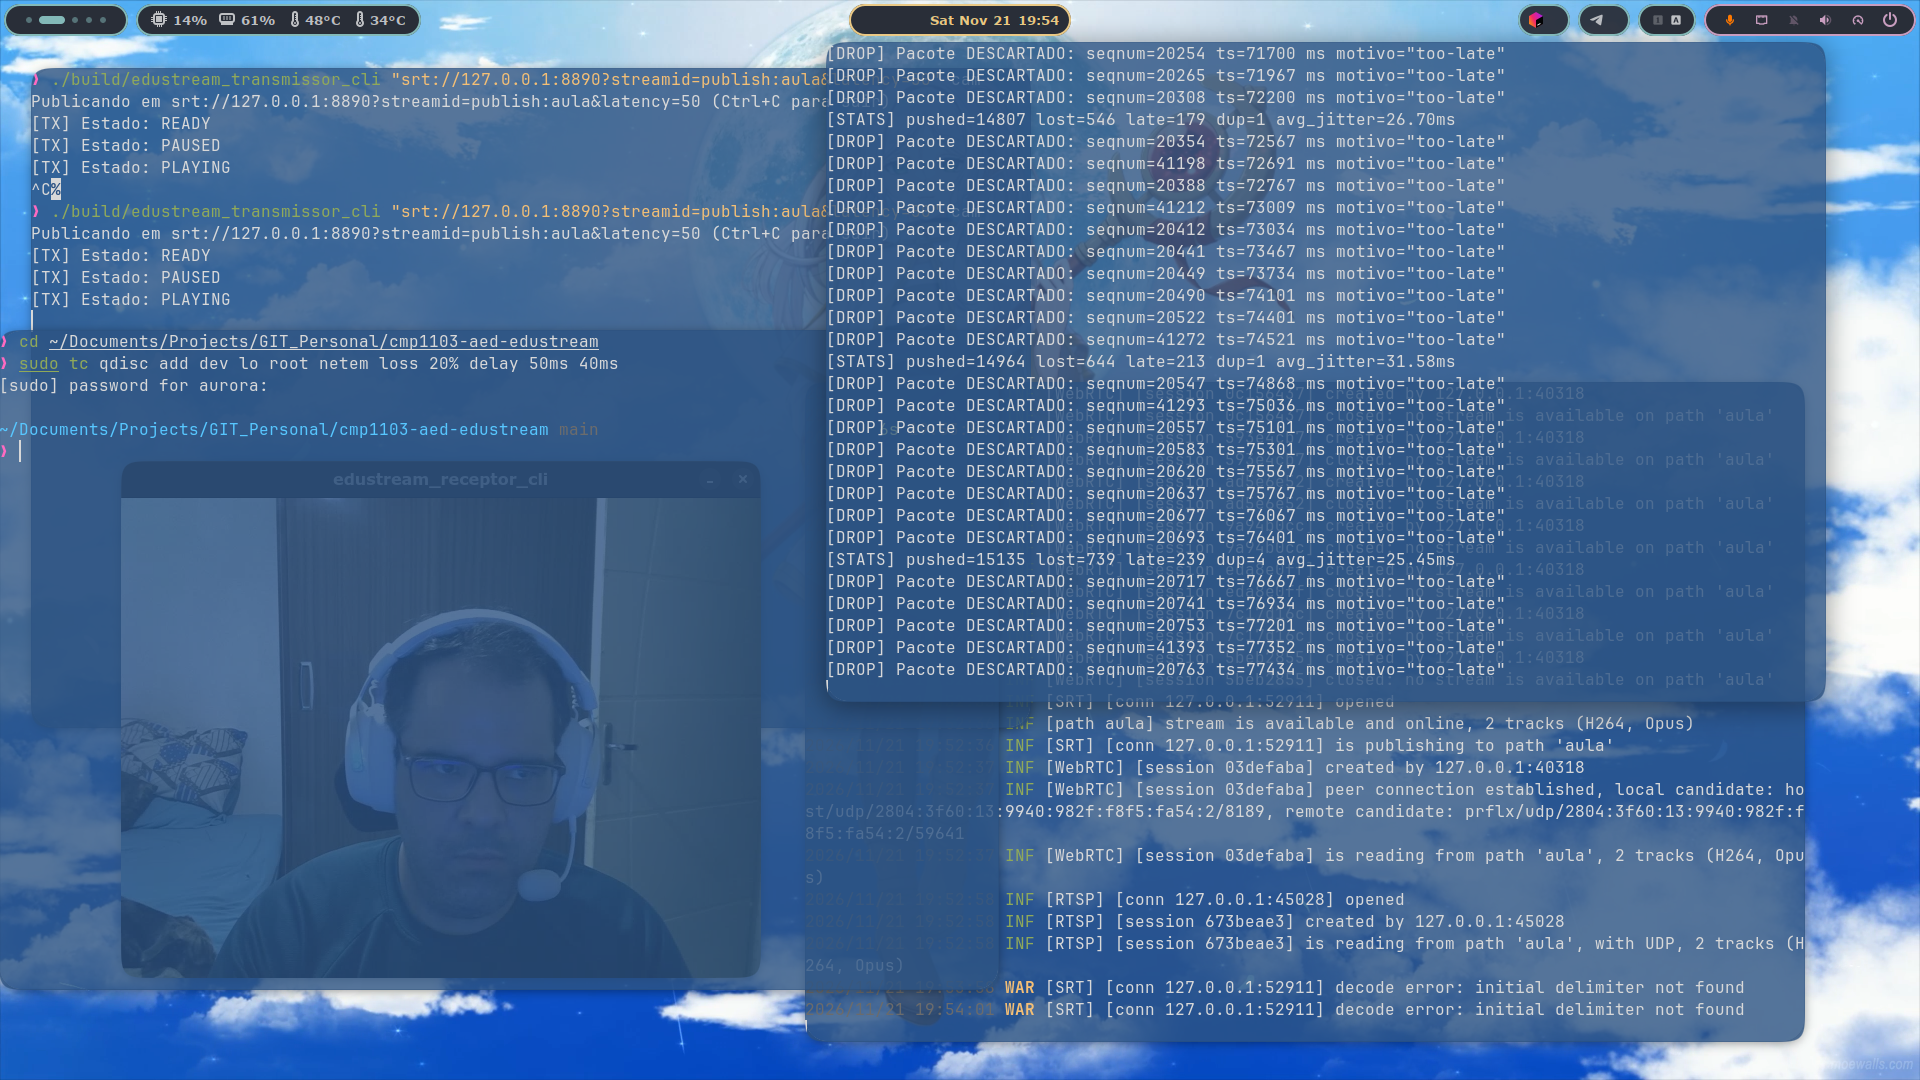 14% 61% 48°C 34°C
Sat Nov 21 19:54
❯ ./build/edustream_transmissor_cli "srt://127.0.0.1:8890?streamid=publish:aula&
Publicando em srt://127.0.0.1:8890?streamid=publish:aula&latency=50 (Ctrl+C para
[TX] Estado: READY
[TX] Estado: PAUSED
[TX] Estado: PLAYING
^C%
❯ ./build/edustream_transmissor_cli "srt://127.0.0.1:8890?streamid=publish:aula&
Publicando em srt://127.0.0.1:8890?streamid=publish:aula&latency=50 (Ctrl+C para
[TX] Estado: READY
[TX] Estado: PAUSED
[TX] Estado: PLAYING
❯ cd ~/Documents/Projects/GIT_Personal/cmp1103-aed-edustream
❯ sudo tc qdisc add dev lo root netem loss 20% delay 50ms 40ms
[sudo] password for aurora:
~/Documents/Projects/GIT_Personal/cmp1103-aed-edustream main
❯
edustream_receptor_cli
[DROP] Pacote DESCARTADO: seqnum=20254 ts=71700 ms motivo="too-late"
[DROP] Pacote DESCARTADO: seqnum=20265 ts=71967 ms motivo="too-late"
[DROP] Pacote DESCARTADO: seqnum=20308 ts=72200 ms motivo="too-late"
[STATS] pushed=14807 lost=546 late=179 dup=1 avg_jitter=26.70ms
[DROP] Pacote DESCARTADO: seqnum=20354 ts=72567 ms motivo="too-late"
[DROP] Pacote DESCARTADO: seqnum=41198 ts=72691 ms motivo="too-late"
[DROP] Pacote DESCARTADO: seqnum=20388 ts=72767 ms motivo="too-late"
[DROP] Pacote DESCARTADO: seqnum=41212 ts=73009 ms motivo="too-late"
[DROP] Pacote DESCARTADO: seqnum=20412 ts=73034 ms motivo="too-late"
[DROP] Pacote DESCARTADO: seqnum=20441 ts=73467 ms motivo="too-late"
[DROP] Pacote DESCARTADO: seqnum=20449 ts=73734 ms motivo="too-late"
[DROP] Pacote DESCARTADO: seqnum=20490 ts=74101 ms motivo="too-late"
[DROP] Pacote DESCARTADO: seqnum=20522 ts=74401 ms motivo="too-late"
[DROP] Pacote DESCARTADO: seqnum=41272 ts=74521 ms motivo="too-late"
[STATS] pushed=14964 lost=644 late=213 dup=1 avg_jitter=31.58ms
[DROP] Pacote DESCARTADO: seqnum=20547 ts=74868 ms motivo="too-late"
[DROP] Pacote DESCARTADO: seqnum=41293 ts=75036 ms motivo="too-late"
[DROP] Pacote DESCARTADO: seqnum=20557 ts=75101 ms motivo="too-late"
[DROP] Pacote DESCARTADO: seqnum=20583 ts=75301 ms motivo="too-late"
[DROP] Pacote DESCARTADO: seqnum=20620 ts=75567 ms motivo="too-late"
[DROP] Pacote DESCARTADO: seqnum=20637 ts=75767 ms motivo="too-late"
[DROP] Pacote DESCARTADO: seqnum=20677 ts=76067 ms motivo="too-late"
[DROP] Pacote DESCARTADO: seqnum=20693 ts=76401 ms motivo="too-late"
[STATS] pushed=15135 lost=739 late=239 dup=4 avg_jitter=25.45ms
[DROP] Pacote DESCARTADO: seqnum=20717 ts=76667 ms motivo="too-late"
[DROP] Pacote DESCARTADO: seqnum=20741 ts=76934 ms motivo="too-late"
[DROP] Pacote DESCARTADO: seqnum=20753 ts=77201 ms motivo="too-late"
[DROP] Pacote DESCARTADO: seqnum=41393 ts=77352 ms motivo="too-late"
[DROP] Pacote DESCARTADO: seqnum=20763 ts=77434 ms motivo="too-late"
INF [SRT] [conn 127.0.0.1:52911] opened
INF [path aula] stream is available and online, 2 tracks (H264, Opus)
INF [SRT] [conn 127.0.0.1:52911] is publishing to path 'aula'
INF [WebRTC] [session 03defaba] created by 127.0.0.1:40318
INF [WebRTC] [session 03defaba] peer connection established, local candidate: ho
st/udp/2804:3f60:13:9940:982f:f8f5:fa54:2/8189, remote candidate: prflx/udp/2804:3f60:13:9940:982f:f
8f5:fa54:2/59641
INF [WebRTC] [session 03defaba] is reading from path 'aula', 2 tracks (H264, Opu
s)
INF [RTSP] [conn 127.0.0.1:45028] opened
INF [RTSP] [session 673beae3] created by 127.0.0.1:45028
INF [RTSP] [session 673beae3] is reading from path 'aula', with UDP, 2 tracks (H
264, Opus)
WAR [SRT] [conn 127.0.0.1:52911] decode error: initial delimiter not found
2026/11/21 19:54:01 WAR [SRT] [conn 127.0.0.1:52911] decode error: initial delimiter not found